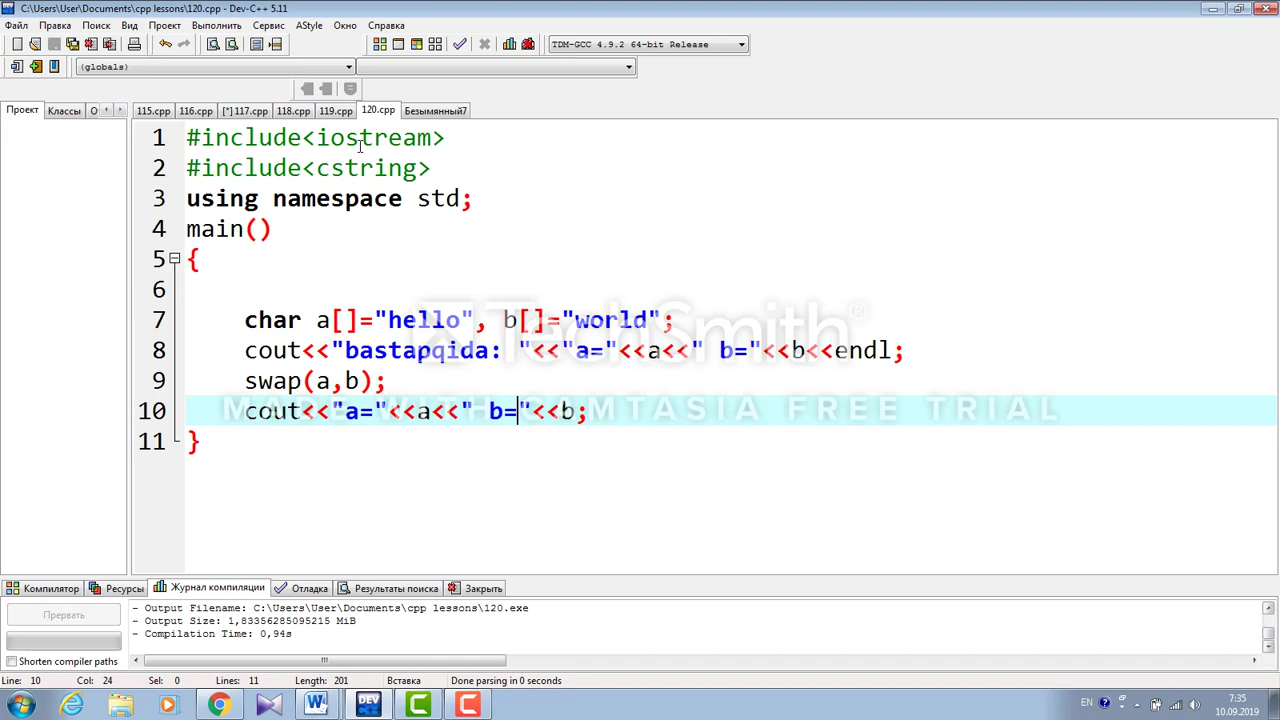 C:\Users\User\Documents\cpp lessons\120.cpp - Dev-C++ 5.11
Файл Правка Поиск Вид Проект Выполнить Сервис AStyle Окно Справка
TDM-GCC 4.9.2 64-bit Release
(globals)
Проект Классы О
115.cpp 116.cpp [*] 117.cpp 118.cpp 119.cpp 120.cpp Безымянный7
1 #include<iostream>
2 #include<cstring>
3 using namespace std;
4 main()
5 {
6
7 char a[]="hello", b[]="world";
8 cout<<"bastapqida: "<<"a="<<a<<" b="<<b<<endl;
9 swap(a,b);
10 cout<<"a="<<a<<" b="<<b;
11 }
TechSmith®
MADE WITH CAMTASIA FREE TRIAL
Компилятор Ресурсы Журнал компиляции Отладка Результаты поиска Закрыть
Прервать
Shorten compiler paths
- Output Filename: C:\Users\User\Documents\cpp lessons\120.exe
- Output Size: 1,83356285095215 MiB
- Compilation Time: 0,94s
Line: 10 Col: 24 Sel: 0 Lines: 11 Length: 201 Вставка Done parsing in 0 seconds
DEV
EN
7:35
10.09.2019